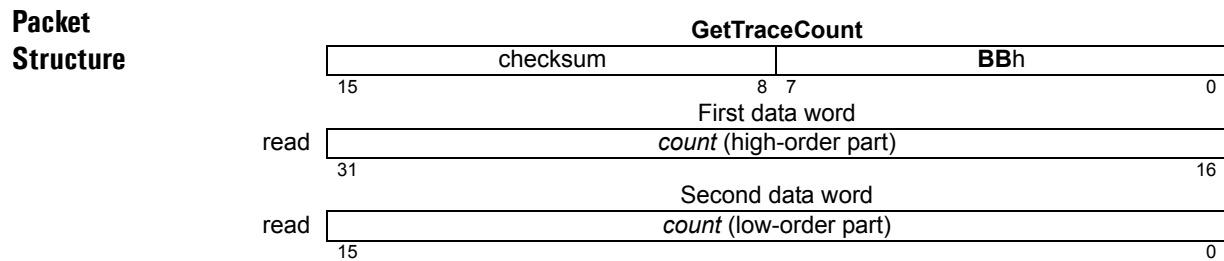 Packet
Structure
GetTraceCount
checksum BBh
15 8 7 0
First data word
read count (high-order part)
31 16
Second data word
read count (low-order part)
15 0